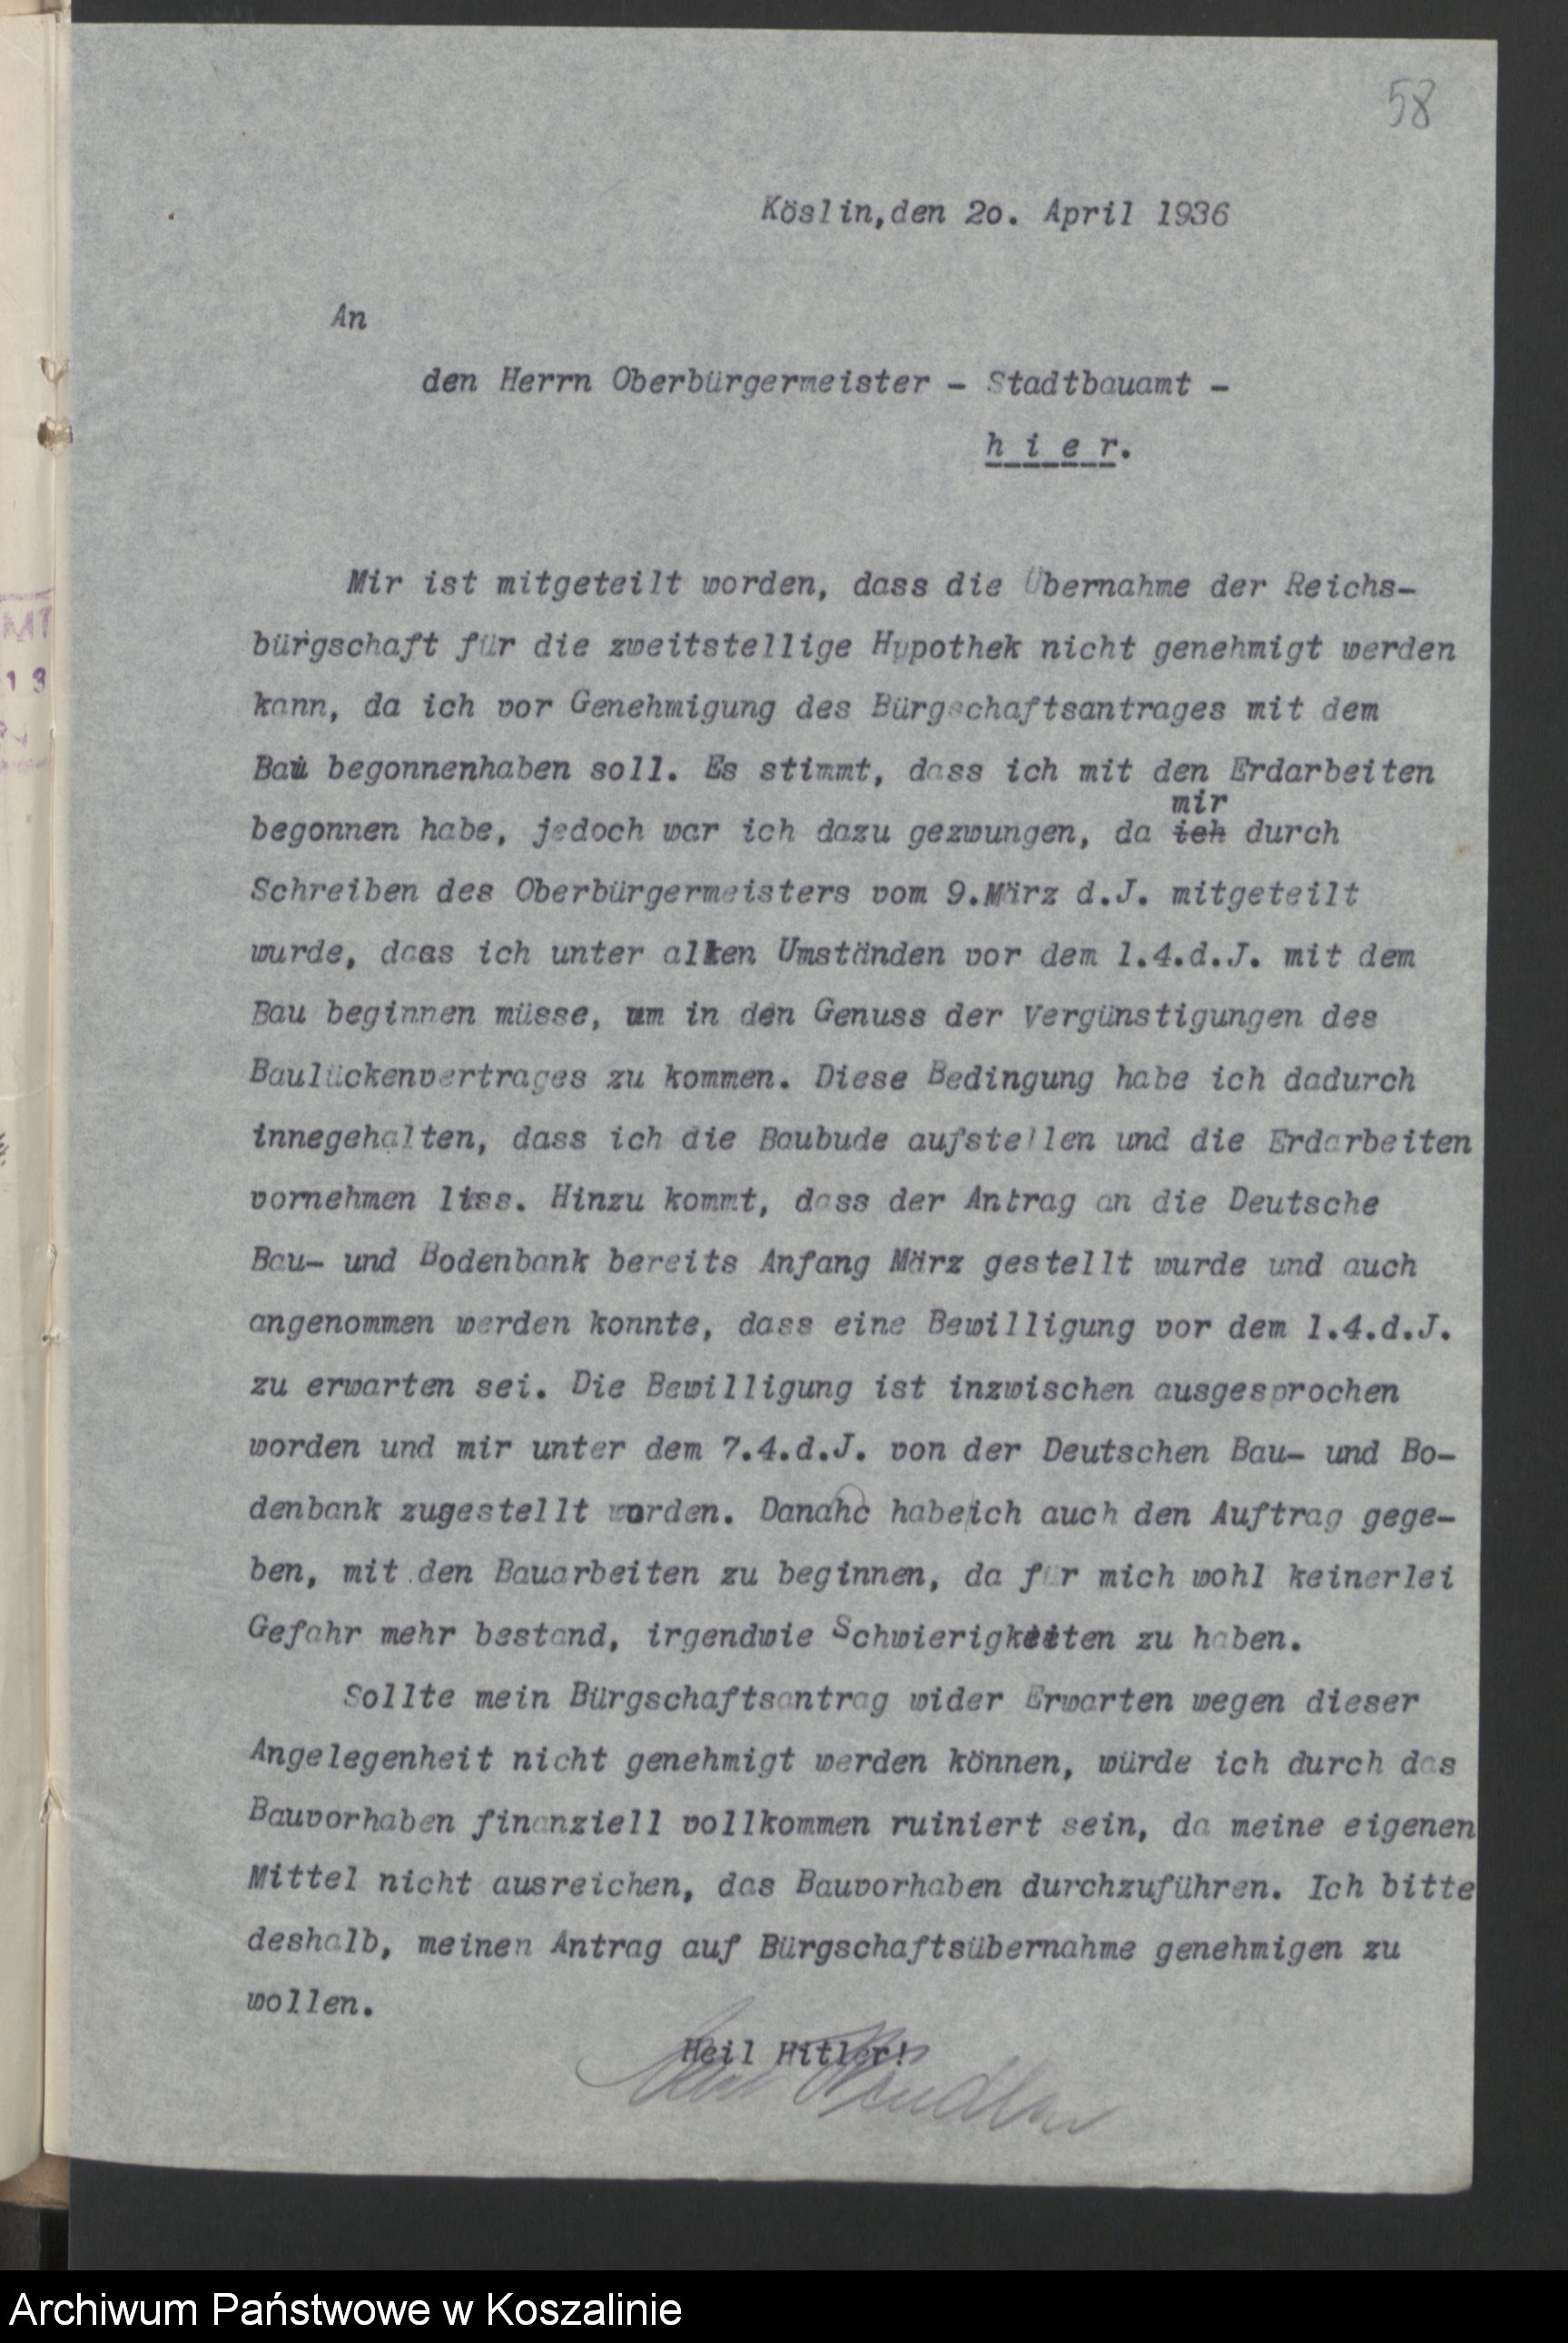 58
Köslin,den 2o. April 1936
An
den Herrn Oberbürgermeister - Stadtbauamt -
h i e r.
Mir ist mitgeteilt worden, dass die Übernahme der Reichs-
bürgschaft für die zweitstellige Hypothek nicht genehmigt werden
kann, da ich vor Genehmigung des Bürgschaftsantrages mit dem
Bau begonnenhaben soll. Es stimmt, dass ich mit den Erdarbeiten
mir
begonnen habe, jedoch war ich dazu gezwungen, da ich durch
Schreiben des Oberbürgermeisters vom 9.März d.J. mitgeteilt
wurde, dass ich unter allen Umständen vor dem 1.4.d.J. mit dem
Bau beginnen müsse, um in den Genuss der Vergünstigungen des
Baulückenvertrages zu kommen. Diese Bedingung habe ich dadurch
innegehalten, dass ich die Baubude aufstellen und die Erdarbeiten
vornehmen liss. Hinzu kommt, dass der Antrag an die Deutsche
Bau- und Bodenbank bereits Anfang März gestellt wurde und auch
angenommen werden konnte, dass eine Bewilligung vor dem 1.4.d.J.
zu erwarten sei. Die Bewilligung ist inzwischen ausgesprochen
worden und mir unter dem 7.4.d.J. von der Deutschen Bau- und Bo-
denbank zugestellt worden. Danahc habe ich auch den Auftrag gege-
ben, mit den Bauarbeiten zu beginnen, da für mich wohl keinerlei
Gefahr mehr bestand, irgendwie Schwierigkeiten zu haben.
Sollte mein Bürgschaftsantrag wider Erwarten wegen dieser
Angelegenheit nicht genehmigt werden können, würde ich durch das
Bauvorhaben finanziell vollkommen ruiniert sein, da meine eigenen
Mittel nicht ausreichen, das Bauvorhaben durchzuführen. Ich bitte
deshalb, meinen Antrag auf Bürgschaftsübernahme genehmigen zu
wollen.
Heil Hitler!
Archiwum Państwowe w Koszalinie